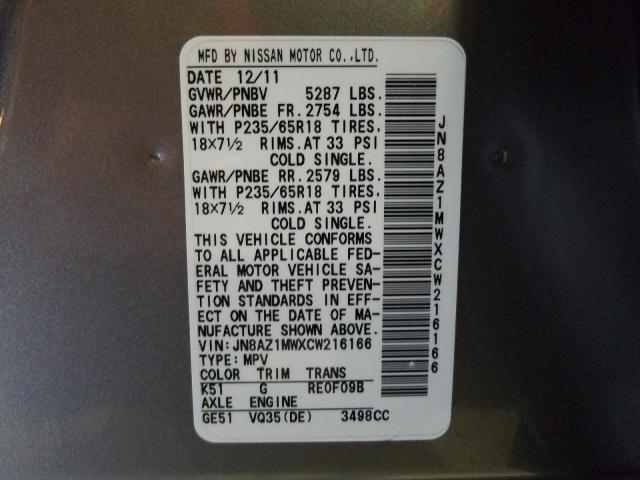 MFD BY NISSAN MOTOR CO.,LTD.
DATE 12/11
GVWR/PNBV 5287 LBS.
GAWR/PNBE FR. 2754 LBS.
WITH P235/65R18 TIRES,
18X7½ RIMS. AT 33 PSI
COLD SINGLE.
GAWR/PNBE RR. 2579 LBS.
WITH P235/65R18 TIRES,
18X7½ RIMS. AT 33 PSI
COLD SINGLE.
THIS VEHICLE CONFORMS
TO ALL APPLICABLE FED-
ERAL MOTOR VEHICLE SA-
FETY AND THEFT PREVEN-
TION STANDARDS IN EFF-
ECT ON THE DATE OF MA-
NUFACTURE SHOWN ABOVE.
VIN:JN8AZ1MWXCW216166
TYPE:MPV
COLOR TRIM TRANS
K51 G RE0F09B
AXLE ENGINE
GE51 VQ35(DE) 3498CC
JN8AZ1MWXCW216166